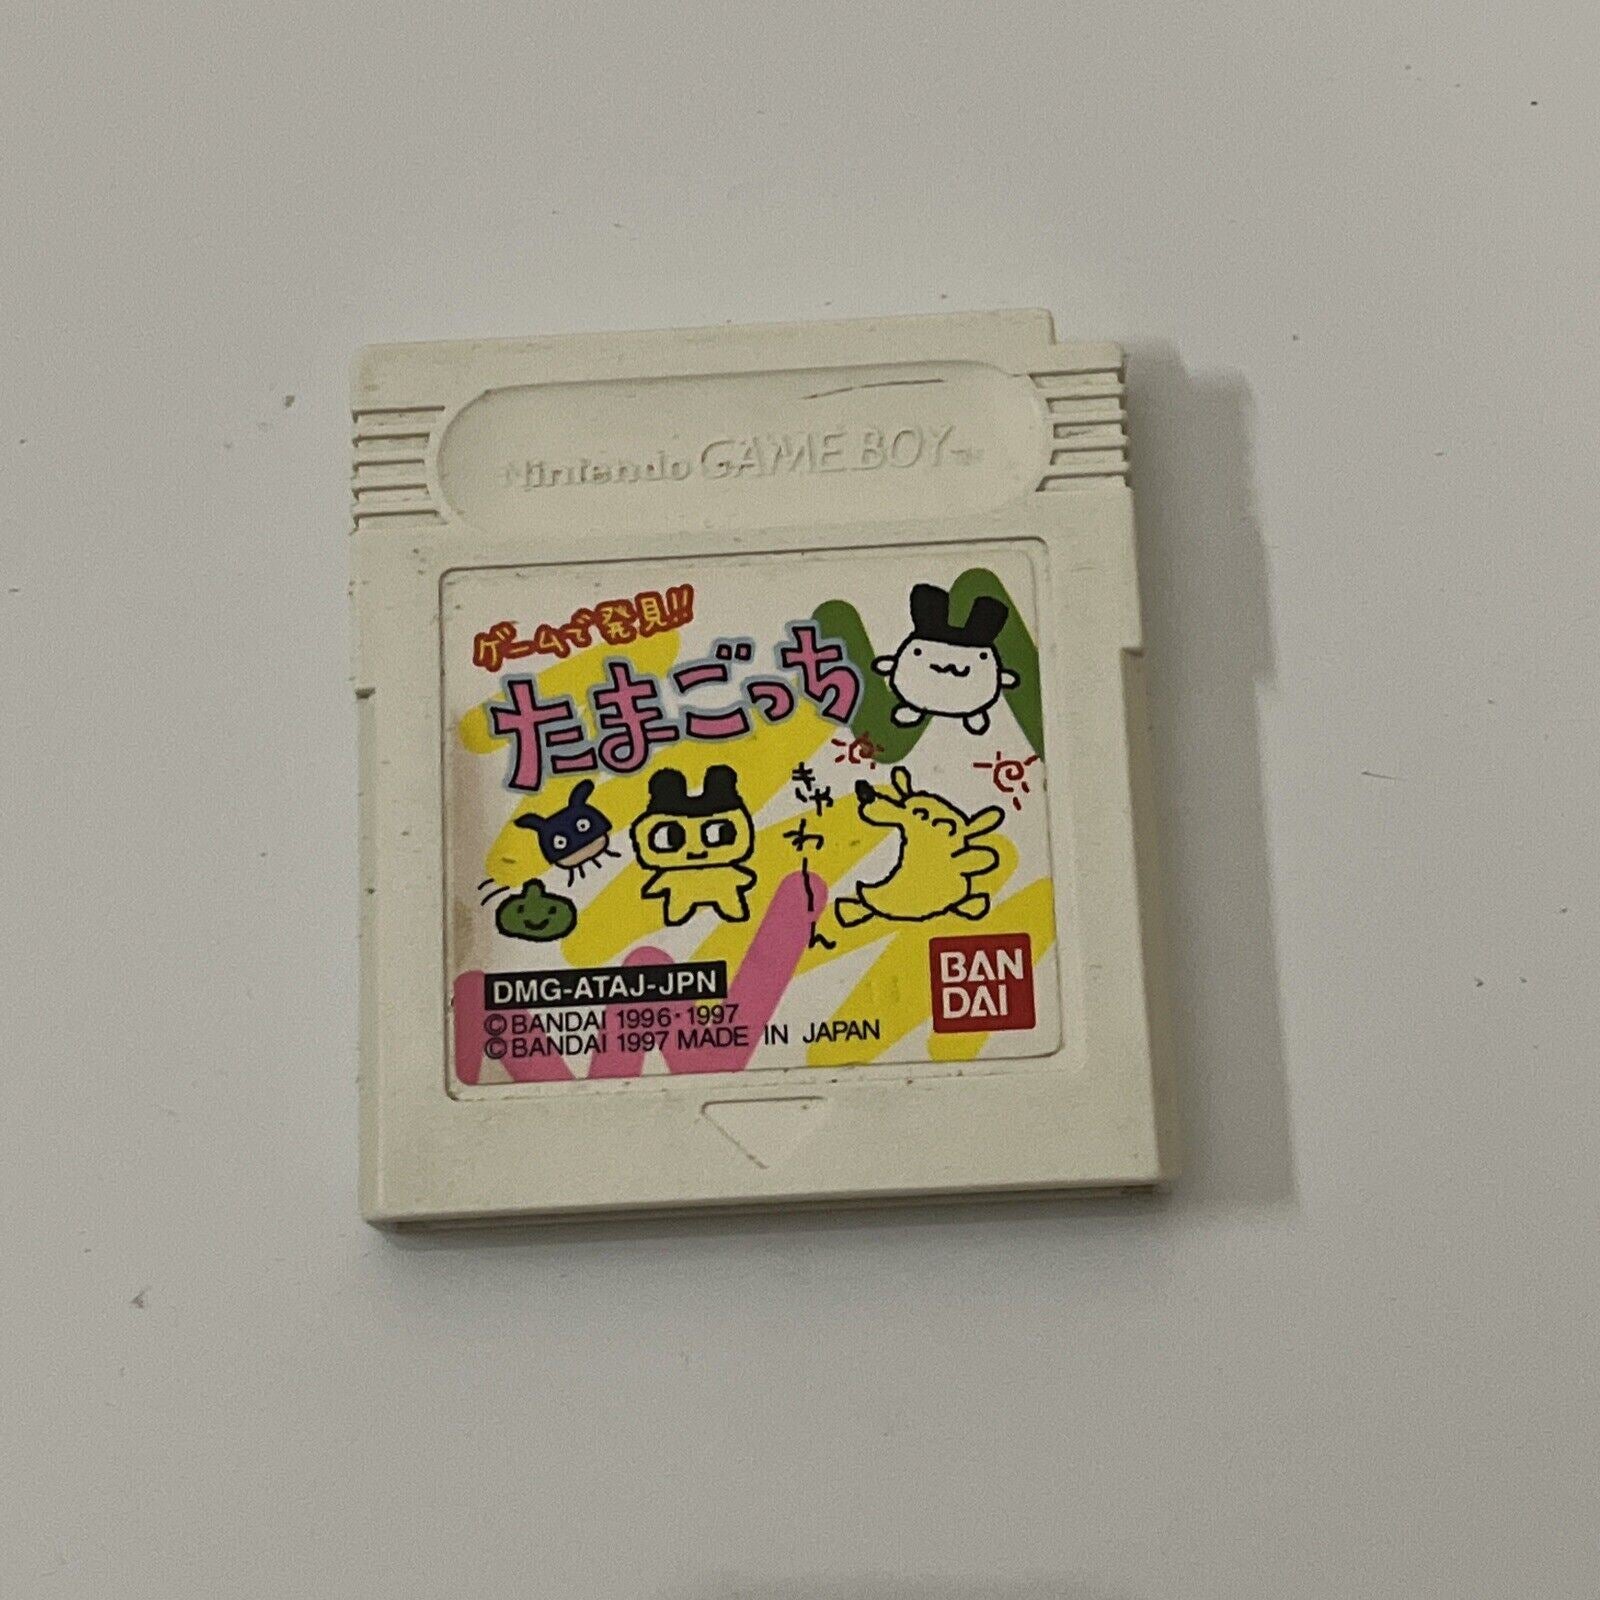 Nintendo GAME BOY™
ゲームで発見!!
たまごっち
きゃわーん
DMG-ATAJ-JPN
©BANDAI 1996・1997
©BANDAI 1997 MADE IN JAPAN
BAN
DAI